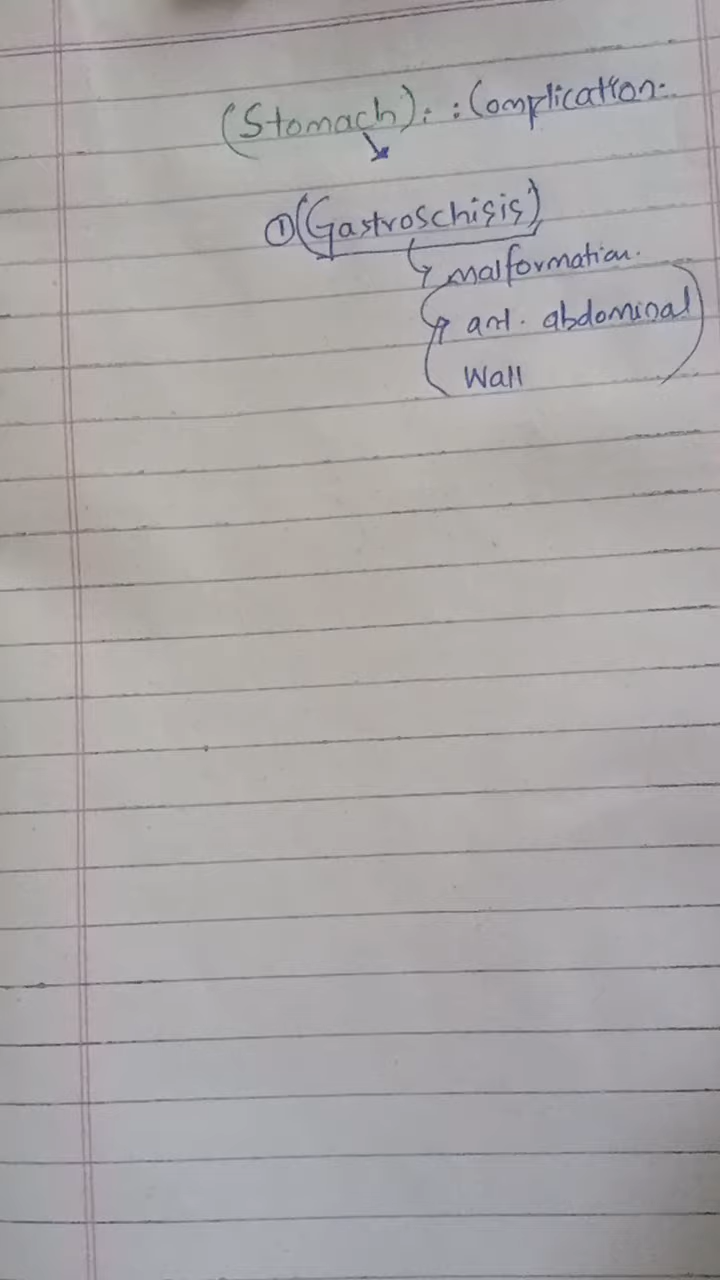 (Stomach): : Complication.
① (Gastroschisis)
malformation.
ant. abdominal
Wall